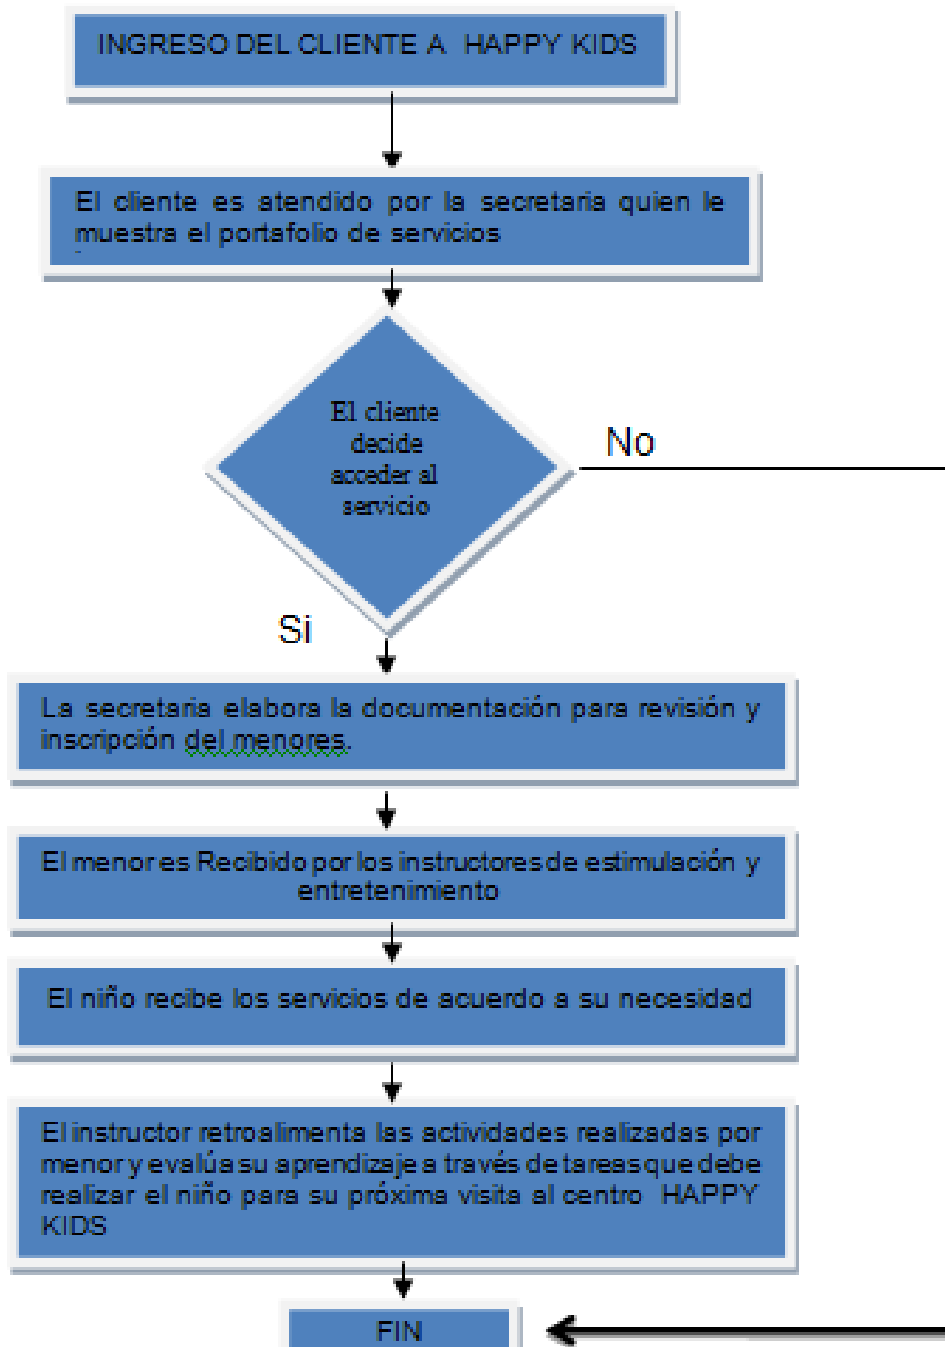 INGRESO DEL CLIENTE A HAPPY KIDS
El cliente es atendido por la secretaria quien le
muestra el portafolio de servicios
El cliente
decide
acceder al
servicio
No
Si
La secretaria elabora la documentación para revisión y
inscripción del menores.
El menor es Recibido por los instructores de estimulación y
entretenimiento
El niño recibe los servicios de acuerdo a su necesidad
El instructor retroalimenta las actividades realizadas por
menor y evalúa su aprendizaje a través de tareas que debe
realizar el niño para su próxima visita al centro HAPPY
KIDS
FIN